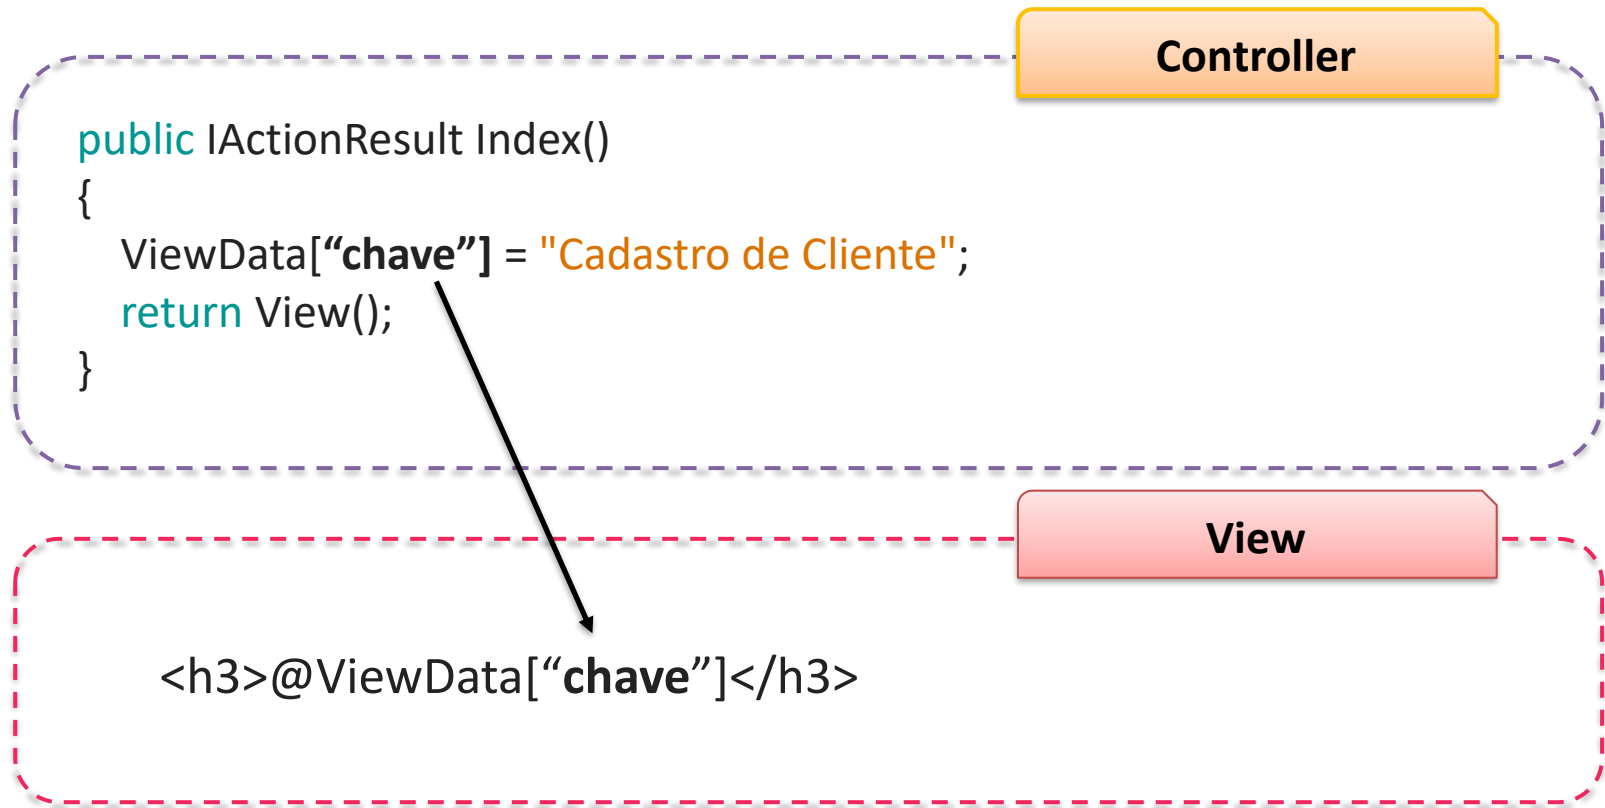 Controller
public IActionResult Index()
{
ViewData[“chave”] = "Cadastro de Cliente";
return View();
}
View
<h3>@ViewData[“chave”]</h3>